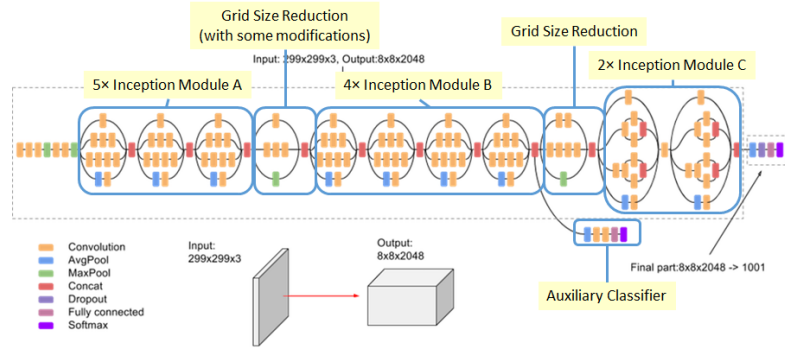 Grid Size Reduction
(with some modifications)
Grid Size Reduction
Input: 299x299x3, Output:8x8x2048
5× Inception Module A
4× Inception Module B
2× Inception Module C
Convolution
AvgPool
MaxPool
Concat
Dropout
Fully connected
Softmax
Input:
299x299x3
Output:
8x8x2048
Final part:8x8x2048 -> 1001
Auxiliary Classifier